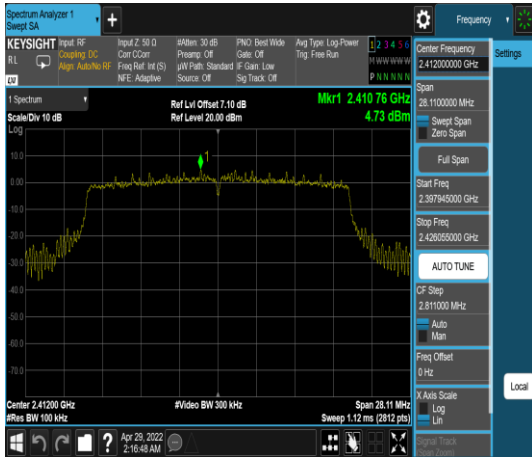 Spectrum Analyzer 1
Swept SA
Frequency
KEYSIGHT
RL
LXI
Input: RF
Coupling: DC
Align: Auto/No RF
Input Z: 50 Ω
Corr CCorr
Freq Ref: Int (S)
NFE: Adaptive
#Atten: 30 dB
Preamp: Off
µW Path: Standard
Source: Off
PNO: Best Wide
Gate: Off
IF Gain: Low
Sig Track: Off
Avg Type: Log-Power
Trig: Free Run
1 2 3 4 5 6
M W W W W W
P N N N N N
Center Frequency
2.412000000 GHz
Settings
Span
28.1100000 MHz
Swept Span
Zero Span
Full Span
Start Freq
2.397945000 GHz
Stop Freq
2.426055000 GHz
AUTO TUNE
CF Step
2.811000 MHz
Auto
Man
Freq Offset
0 Hz
X Axis Scale
Log
Lin
Local
Signal Track
(Span Zoom)
1 Spectrum
Scale/Div 10 dB
Ref Lvl Offset 7.10 dB
Ref Level 20.00 dBm
Mkr1 2.410 76 GHz
4.73 dBm
Log
1
10.0
0.00
-10.0
-20.0
-30.0
-40.0
-50.0
-60.0
-70.0
Center 2.41200 GHz
#Res BW 100 kHz
#Video BW 300 kHz
Span 28.11 MHz
Sweep 1.12 ms (2812 pts)
?
Apr 29, 2022
2:16:48 AM